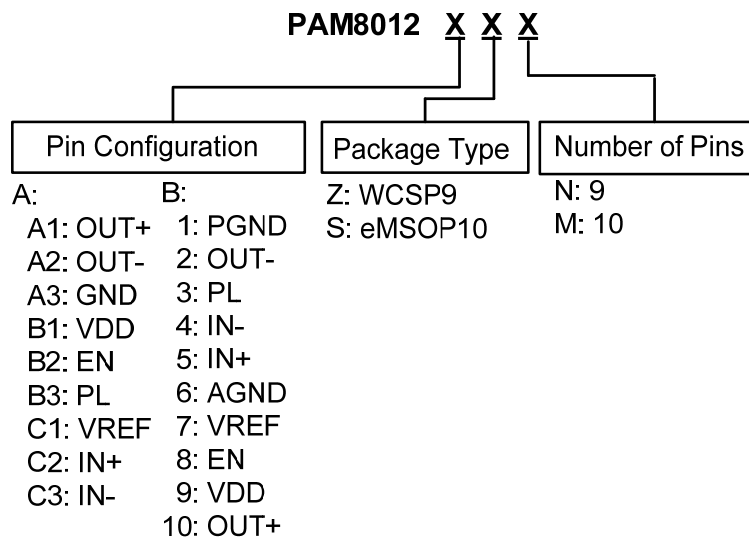 PAM8012 X X X
Pin Configuration
Package Type
Number of Pins
A:
A1: OUT+
A2: OUT-
A3: GND
B1: VDD
B2: EN
B3: PL
C1: VREF
C2: IN+
C3: IN-
B:
1: PGND
2: OUT-
3: PL
4: IN-
5: IN+
6: AGND
7: VREF
8: EN
9: VDD
10: OUT+
Z: WCSP9
S: eMSOP10
N: 9
M: 10